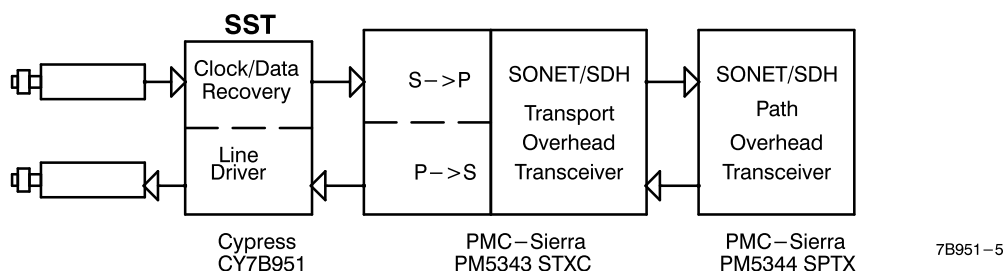 SST
Clock/Data
Recovery
Line
Driver
S−>P
P−>S
SONET/SDH
Transport
Overhead
Transceiver
SONET/SDH
Path
Overhead
Transceiver
Cypress
CY7B951
PMC−Sierra
PM5343 STXC
PMC−Sierra
PM5344 SPTX
7B951−5